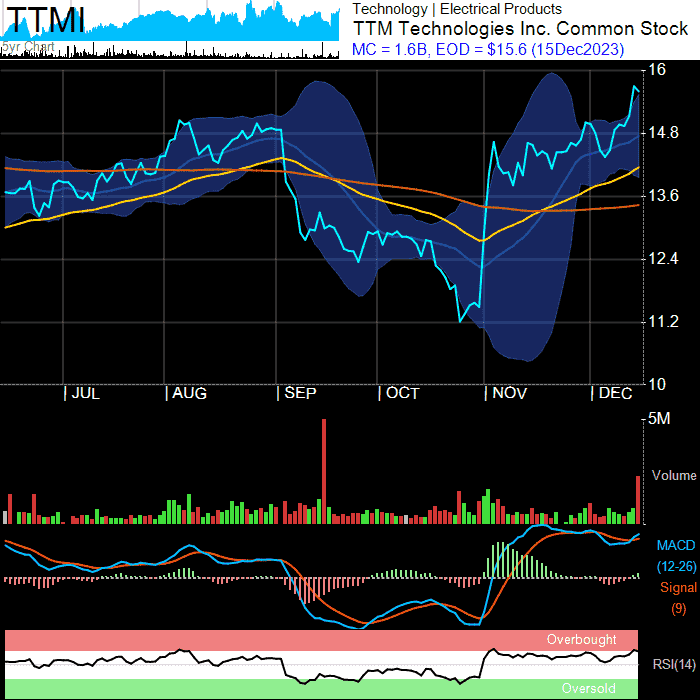 TTMI
5yr Chart
Technology | Electrical Products
TTM Technologies Inc. Common Stock
MC = 1.6B, EOD = $15.6 (15Dec2023)
16
14.8
13.6
12.4
11.2
10
| JUL | AUG | SEP | OCT | NOV | DEC
5M
Volume
MACD
(12-26)
Signal
(9)
Overbought
RSI(14)
Oversold